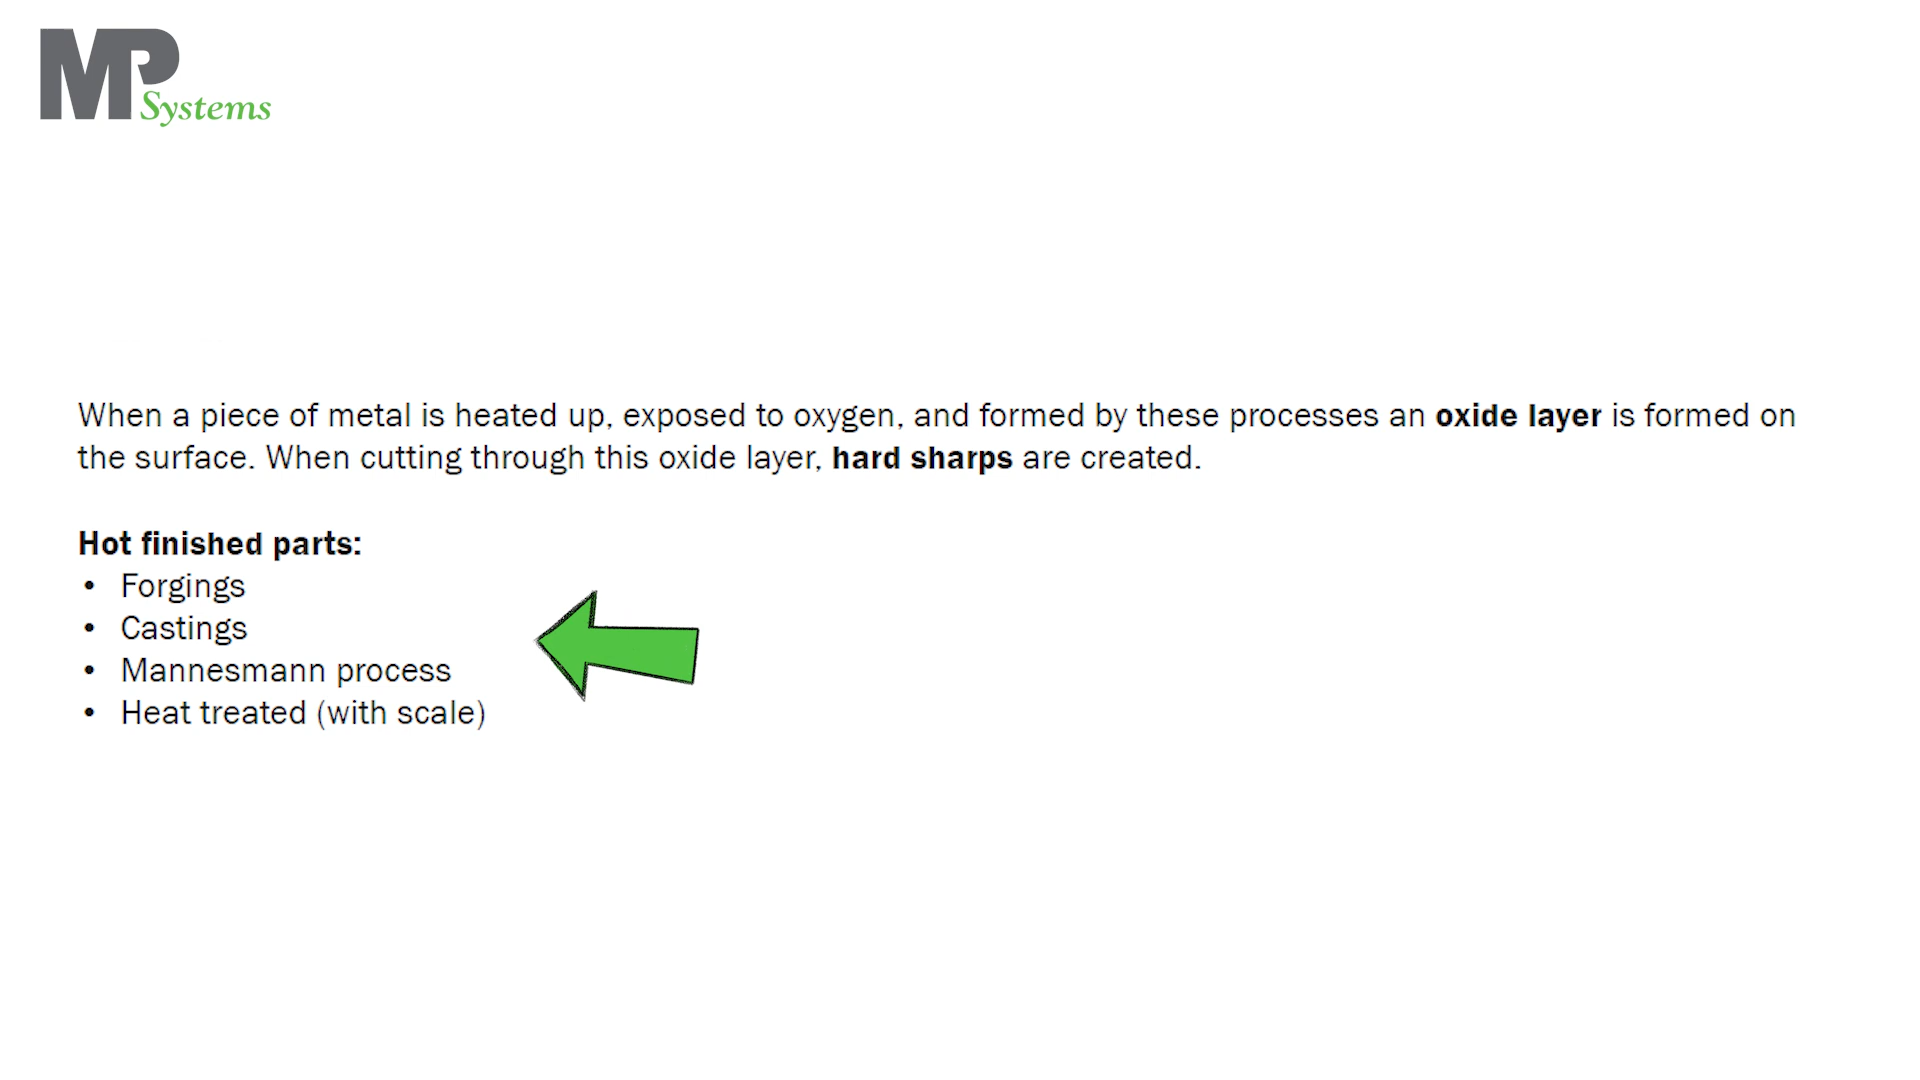 MP
Systems
When a piece of metal is heated up, exposed to oxygen, and formed by these processes an oxide layer is formed on
the surface. When cutting through this oxide layer, hard sharps are created.
Hot finished parts:
• Forgings
• Castings
• Mannesmann process
• Heat treated (with scale)